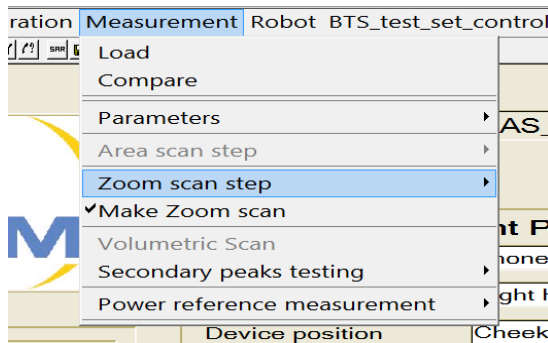 ration Measurement Robot BTS_test_set_control
SAR
Load
Compare
Parameters
AS_
Area scan step
Zoom scan step
✓Make Zoom scan
M
nt P
Volumetric Scan
hone
Secondary peaks testing
ght h
Power reference measurement
Device position Cheek